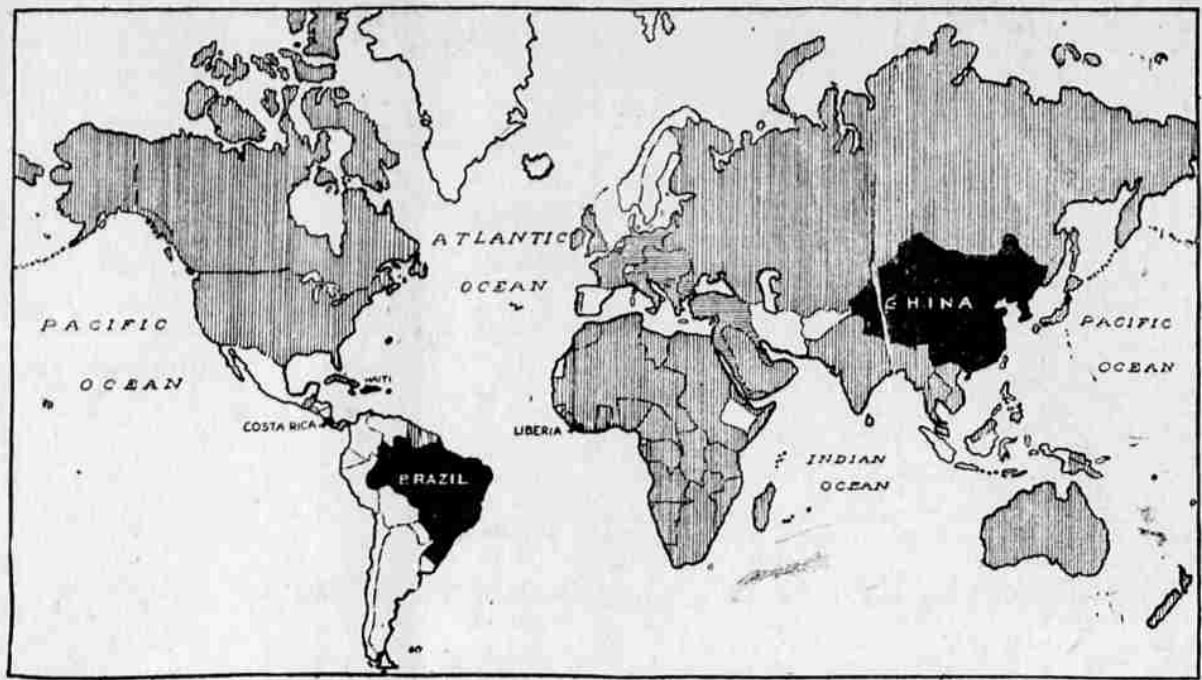 ATLANTIC
OCEAN
PACIFIC
OCEAN
HAITI
COSTA RICA
BRAZIL
LIBERIA
CHINA
PACIFIC
OCEAN
INDIAN
OCEAN